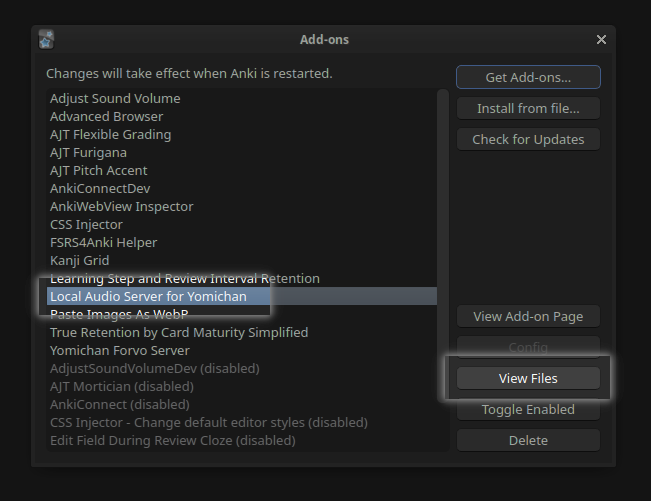 Add-ons
Changes will take effect when Anki is restarted.
Adjust Sound Volume
Advanced Browser
AJT Flexible Grading
AJT Furigana
AJT Pitch Accent
AnkiConnectDev
AnkiWebView Inspector
CSS Injector
FSRS4Anki Helper
Kanji Grid
Learning Step and Review Interval Retention
Local Audio Server for Yomichan
Paste Images As WebP
True Retention by Card Maturity Simplified
Yomichan Forvo Server
AdjustSoundVolumeDev (disabled)
AJT Mortician (disabled)
AnkiConnect (disabled)
CSS Injector - Change default editor styles (disabled)
Edit Field During Review Cloze (disabled)
Get Add-ons...
Install from file...
Check for Updates
View Add-on Page
Config
View Files
Toggle Enabled
Delete